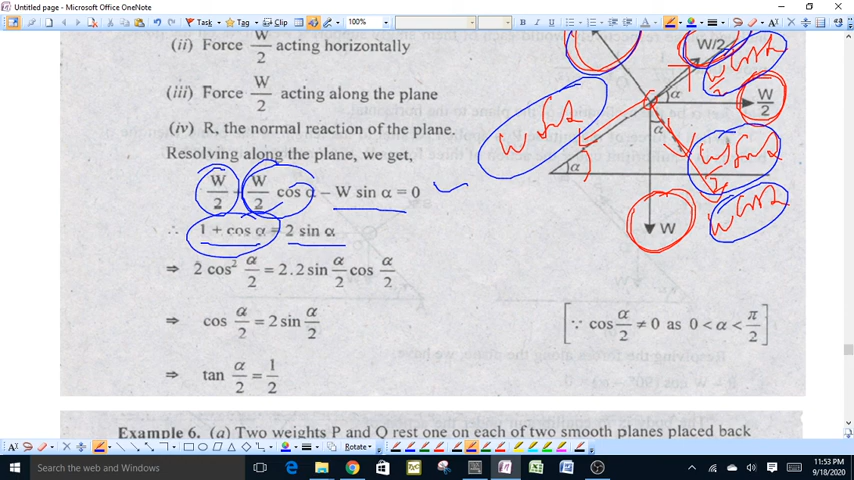 Untitled page - Microsoft Office OneNote
Task Tag Clip 100%
(ii) Force W/2 acting horizontally
(iii) Force W/2 acting along the plane
(iv) R, the normal reaction of the plane.
Resolving along the plane, we get,
W/2 + W/2 cos α − W sin α = 0
∴ 1 + cos α = 2 sin α
⇒ 2 cos² α/2 = 2.2 sin α/2 cos α/2
⇒ cos α/2 = 2 sin α/2 [∵ cos α/2 ≠ 0 as 0 < α < π/2]
⇒ tan α/2 = 1/2
W/2
α
W/2
α
α
W
Example 6. (a) Two weights P and Q rest one on each of two smooth planes placed back
Rotate
Search the web and Windows
11:53 PM
9/18/2020